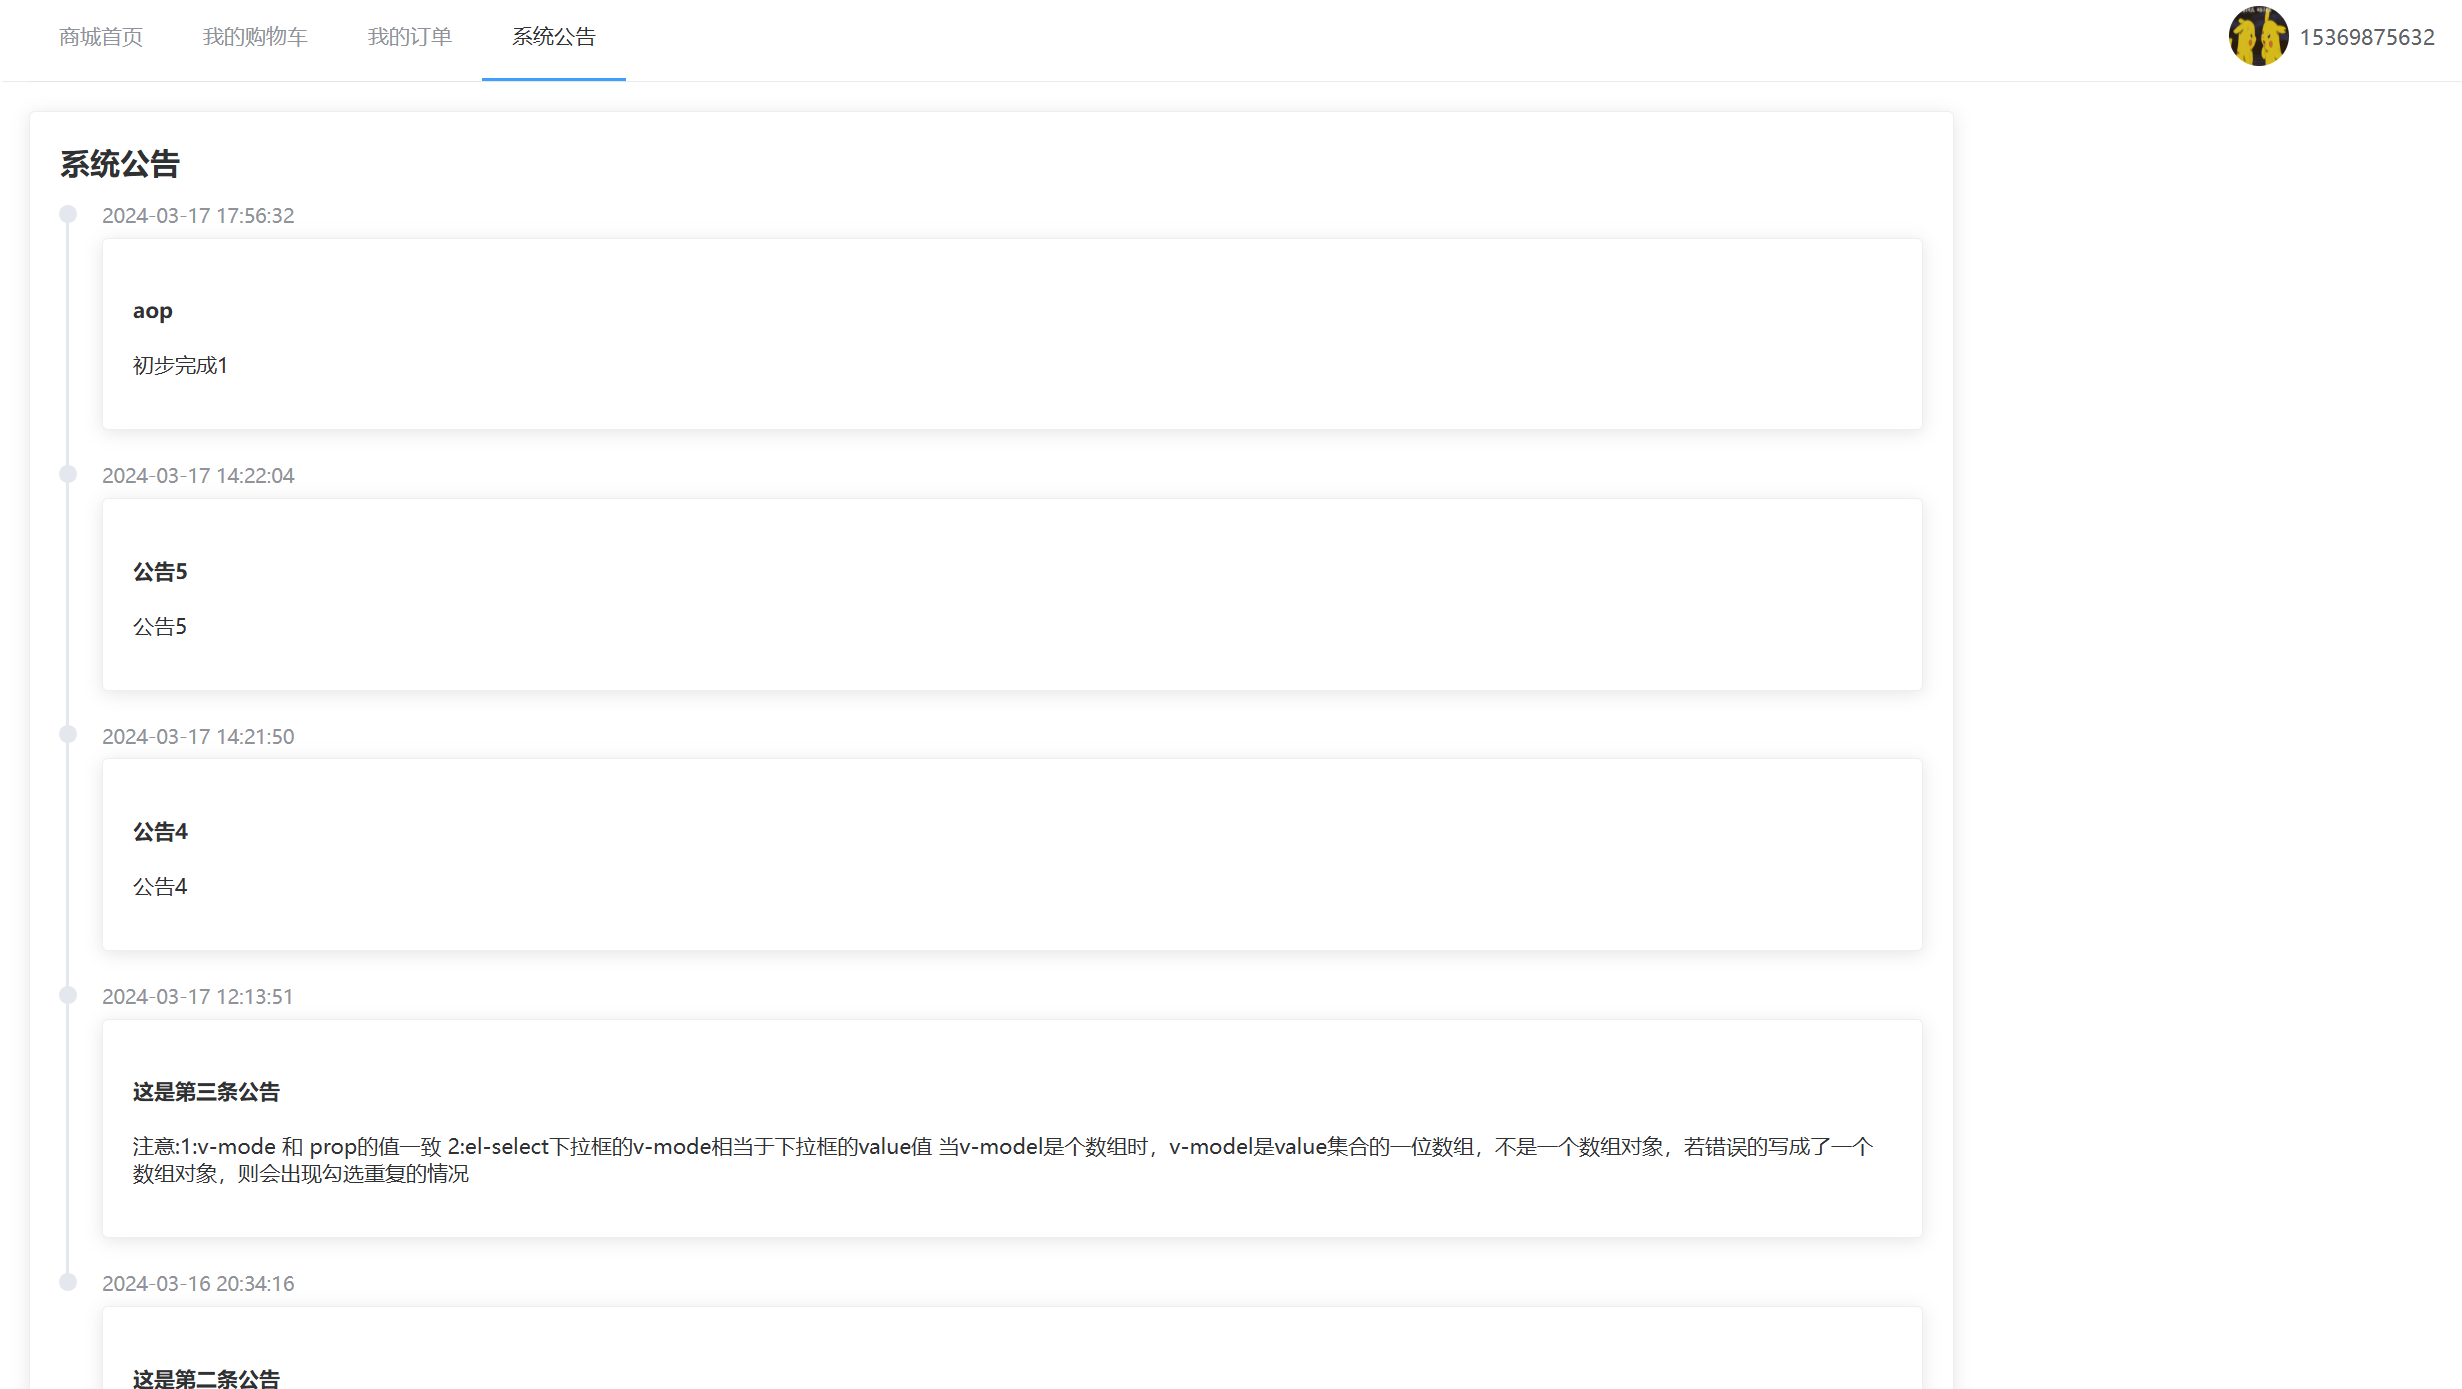 商城首页 我的购物车 我的订单 系统公告 15369875632
系统公告
2024-03-17 17:56:32
aop
初步完成1
2024-03-17 14:22:04
公告5
公告5
2024-03-17 14:21:50
公告4
公告4
2024-03-17 12:13:51
这是第三条公告
注意:1:v-mode 和 prop的值一致 2:el-select下拉框的v-mode相当于下拉框的value值 当v-model是个数组时，v-model是value集合的一位数组，不是一个数组对象，若错误的写成了一个
数组对象，则会出现勾选重复的情况
2024-03-16 20:34:16
这是第二条公告